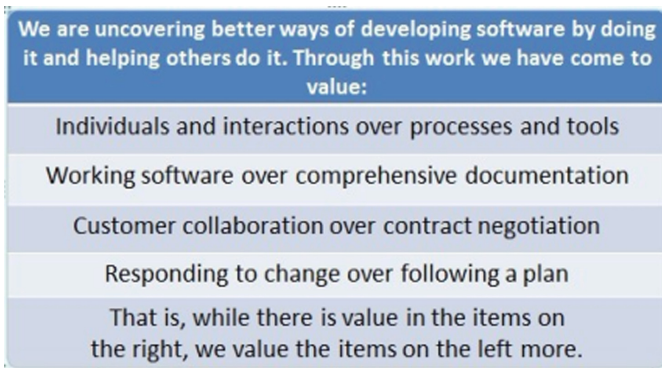 We are uncovering better ways of developing software by doing
it and helping others do it. Through this work we have come to
value:
Individuals and interactions over processes and tools
Working software over comprehensive documentation
Customer collaboration over contract negotiation
Responding to change over following a plan
That is, while there is value in the items on
the right, we value the items on the left more.